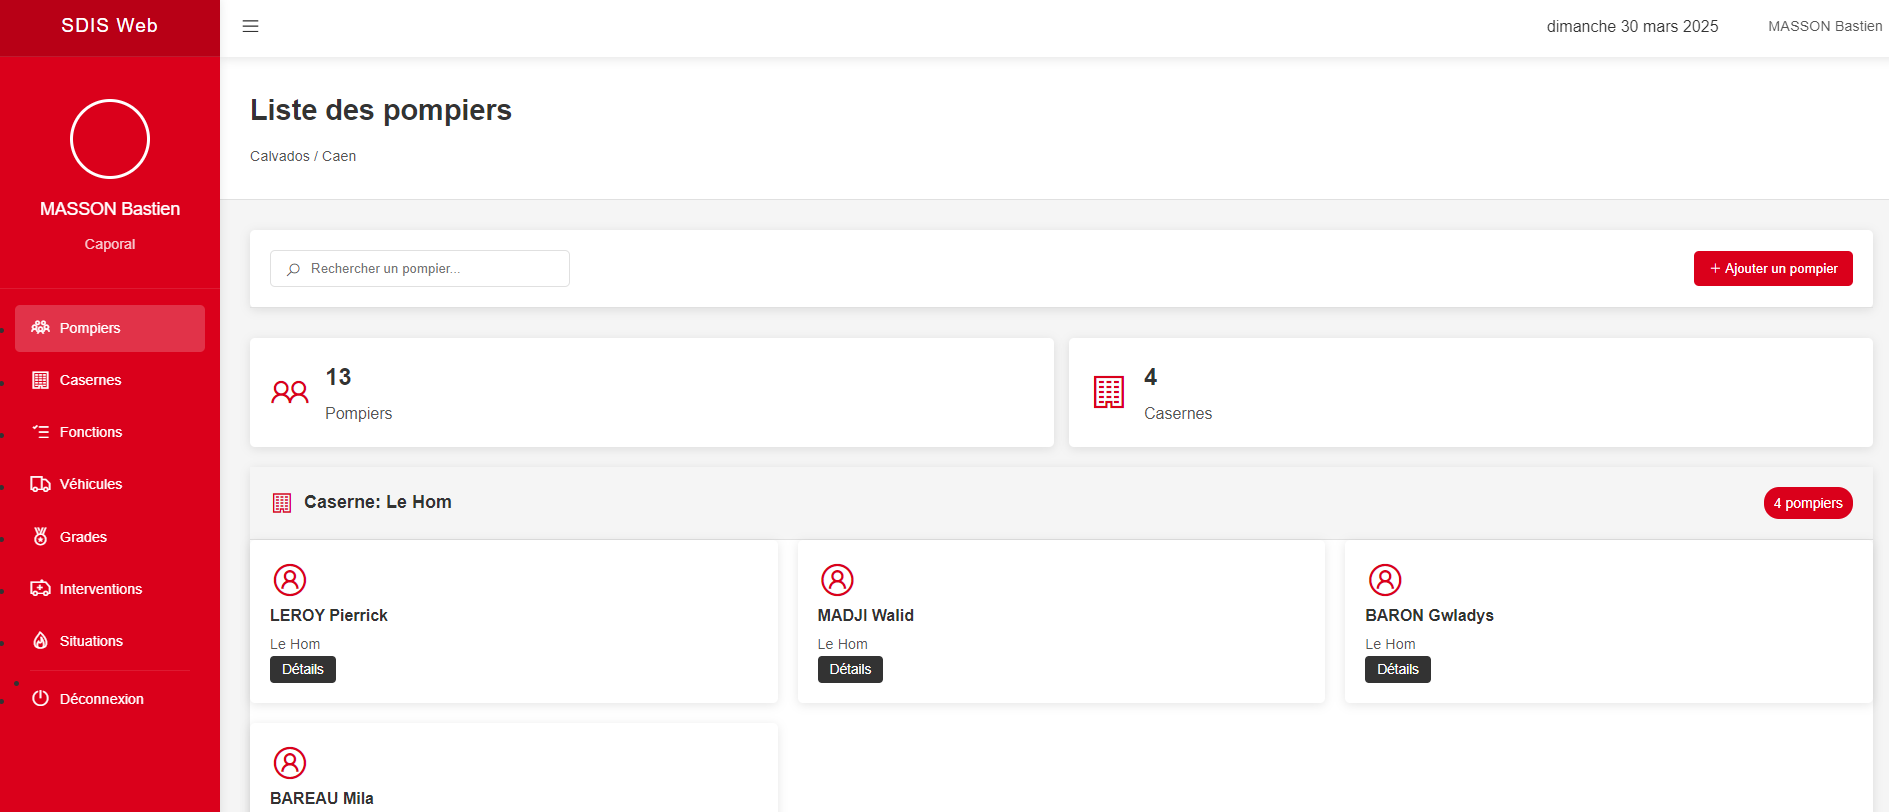 SDIS Web
dimanche 30 mars 2025
MASSON Bastien
MASSON Bastien
Caporal
Pompiers
Casernes
Fonctions
Véhicules
Grades
Interventions
Situations
Déconnexion
Liste des pompiers
Calvados / Caen
Rechercher un pompier...
+ Ajouter un pompier
13
Pompiers
4
Casernes
Caserne: Le Hom
4 pompiers
LEROY Pierrick
Le Hom
Détails
MADJI Walid
Le Hom
Détails
BARON Gwladys
Le Hom
Détails
BAREAU Mila